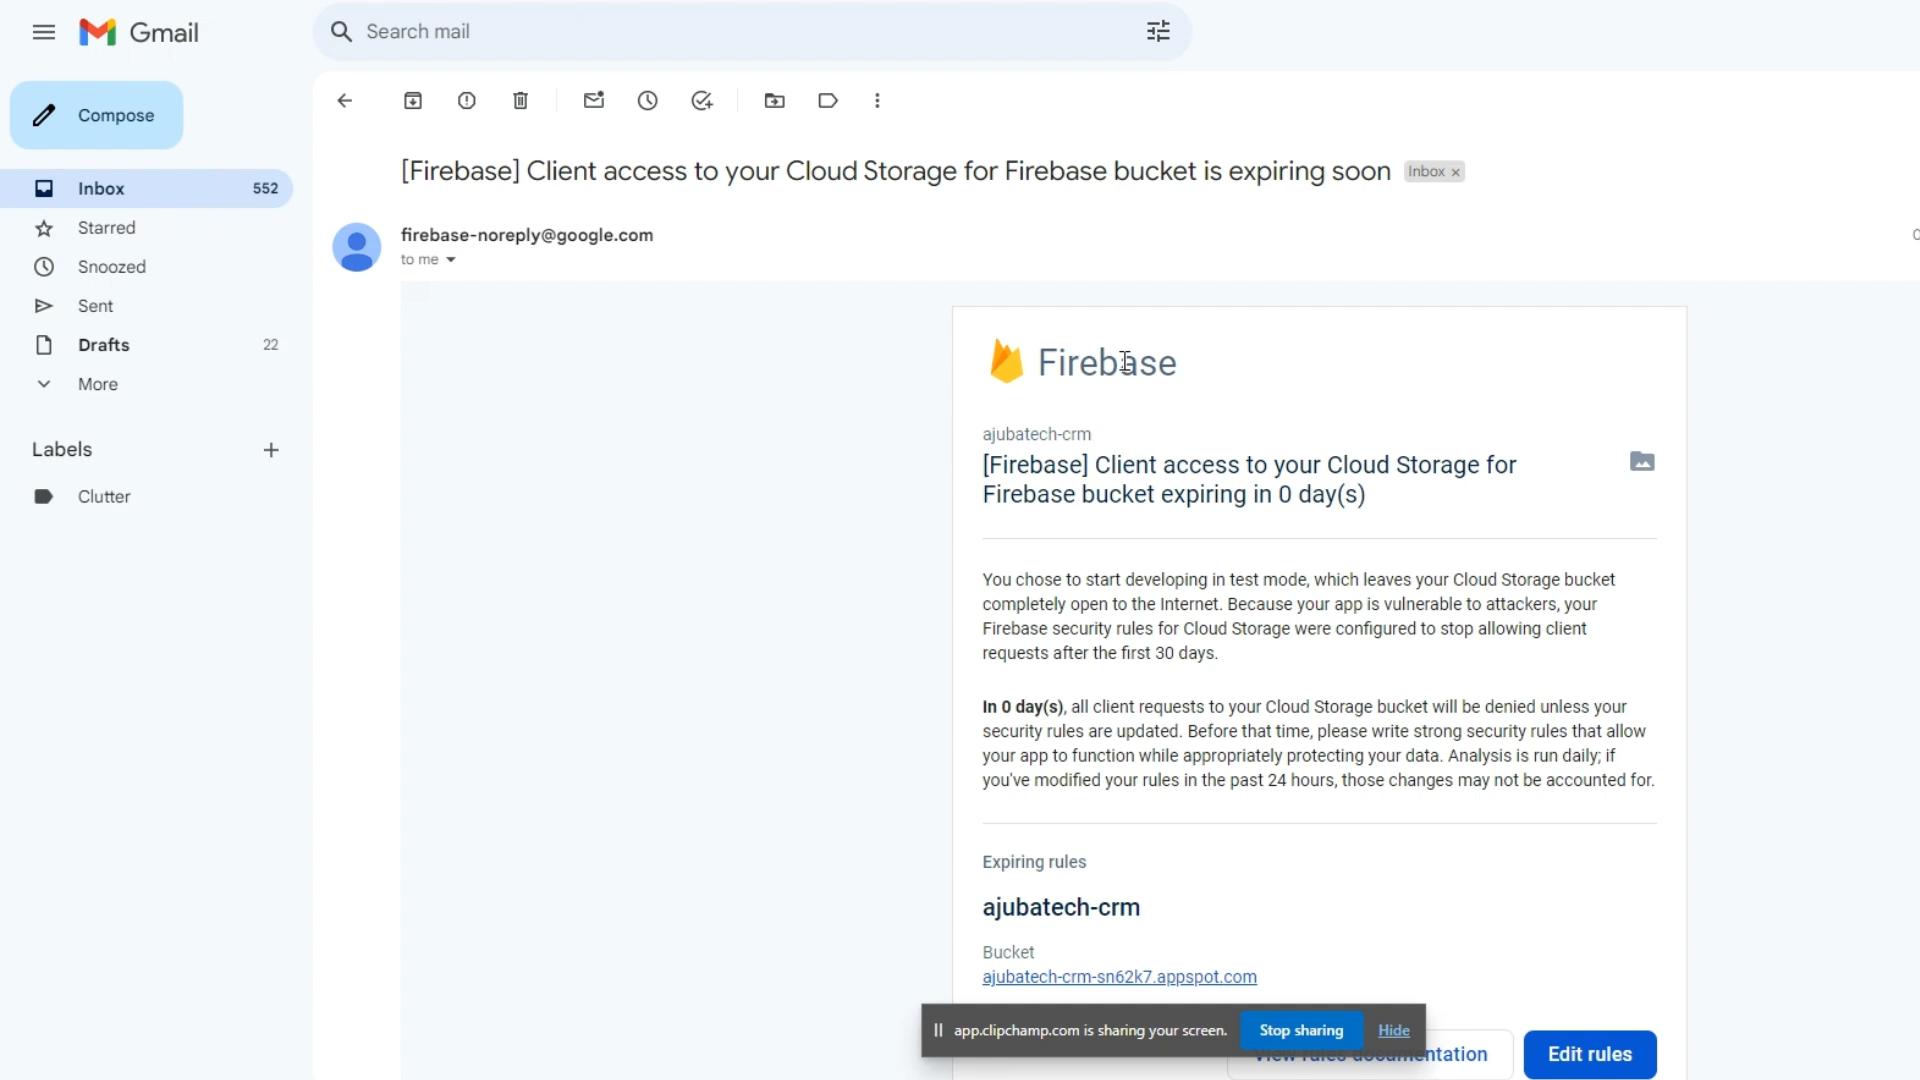 Gmail
Search mail
Compose
Inbox 552
Starred
Snoozed
Sent
Drafts 22
More
Labels
Clutter
[Firebase] Client access to your Cloud Storage for Firebase bucket is expiring soon Inbox ×
firebase-noreply@google.com
to me
Firebase
ajubatech-crm
[Firebase] Client access to your Cloud Storage for
Firebase bucket expiring in 0 day(s)
You chose to start developing in test mode, which leaves your Cloud Storage bucket
completely open to the Internet. Because your app is vulnerable to attackers, your
Firebase security rules for Cloud Storage were configured to stop allowing client
requests after the first 30 days.
In 0 day(s), all client requests to your Cloud Storage bucket will be denied unless your
security rules are updated. Before that time, please write strong security rules that allow
your app to function while appropriately protecting your data. Analysis is run daily; if
you've modified your rules in the past 24 hours, those changes may not be accounted for.
Expiring rules
ajubatech-crm
Bucket
ajubatech-crm-sn62k7.appspot.com
app.clipchamp.com is sharing your screen. Stop sharing Hide
View rules documentation Edit rules